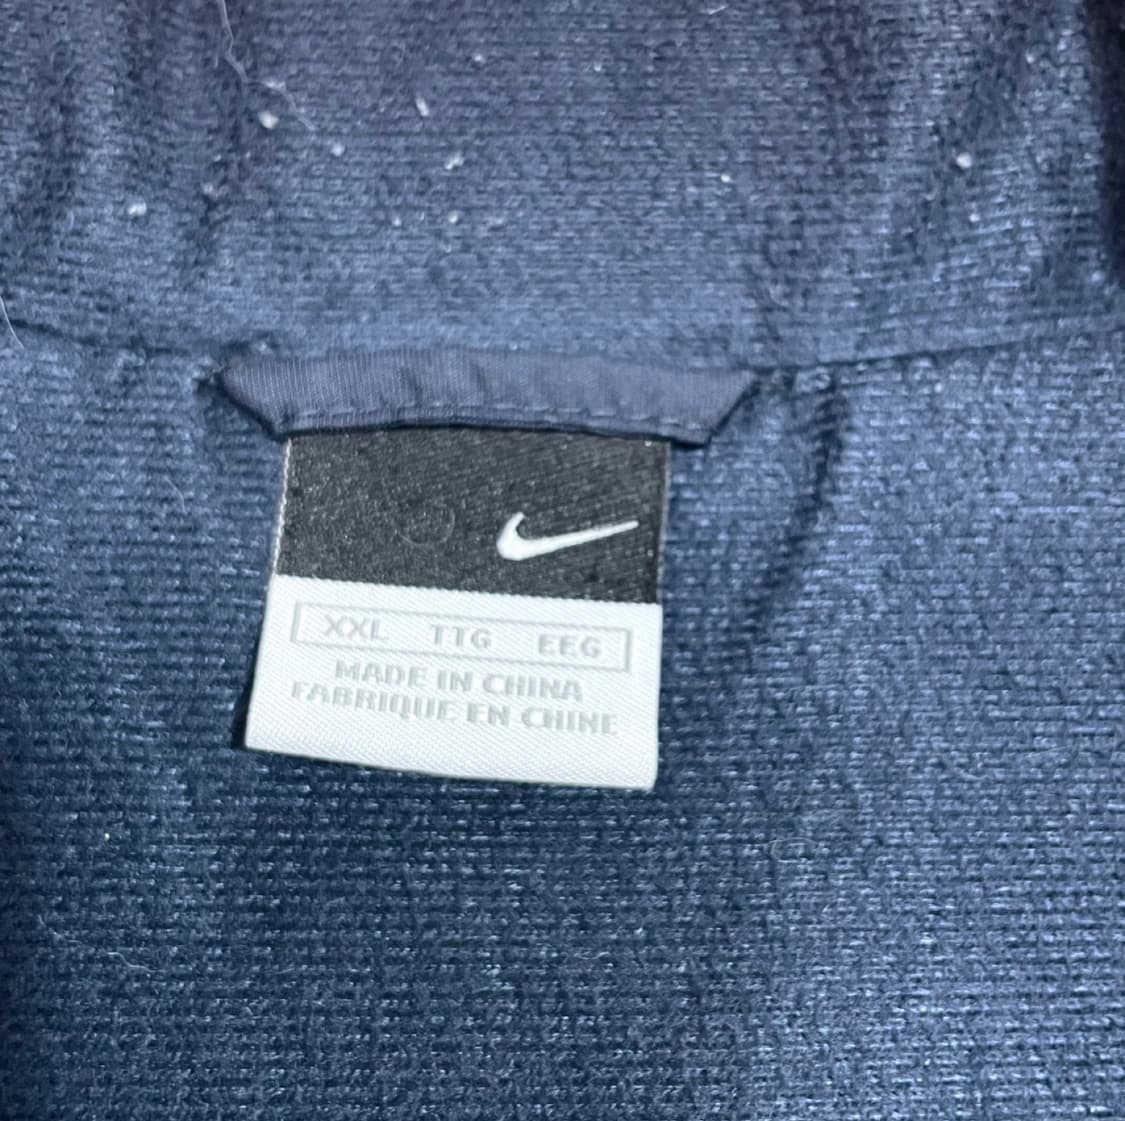 XXL TTG EEG
MADE IN CHINA
FABRIQUE EN CHINE